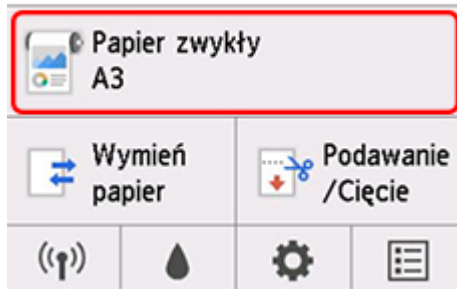 Papier zwykły
A3
Wymień
papier
Podawanie
/Cięcie